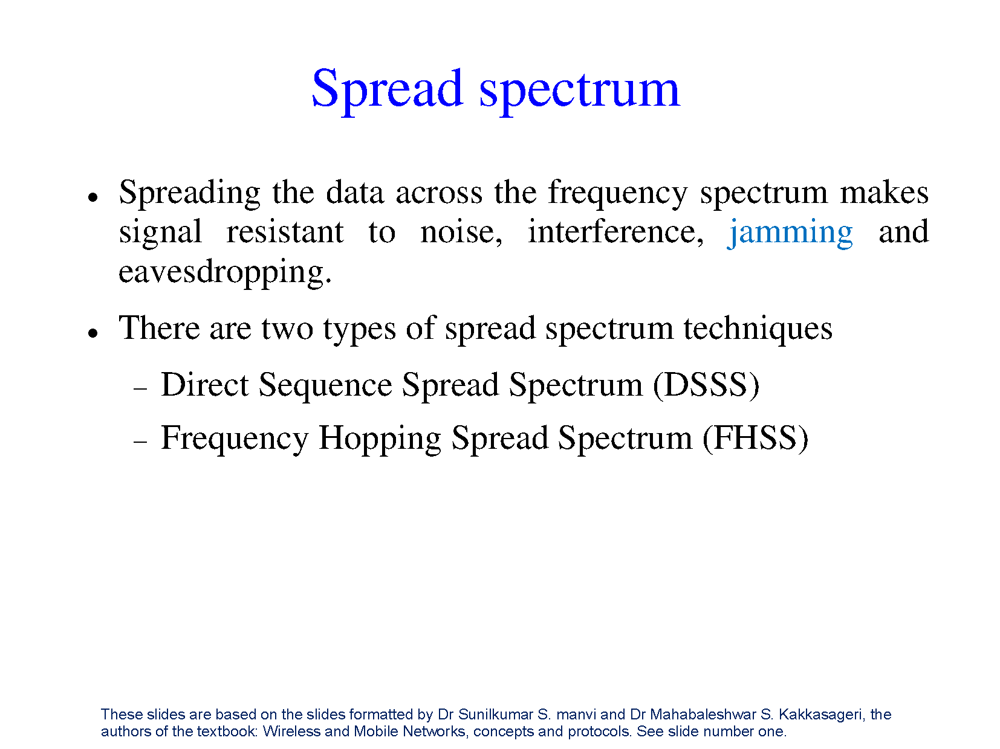 Spread spectrum
● Spreading the data across the frequency spectrum makes
signal resistant to noise, interference, jamming and
eavesdropping.
● There are two types of spread spectrum techniques
– Direct Sequence Spread Spectrum (DSSS)
– Frequency Hopping Spread Spectrum (FHSS)
These slides are based on the slides formatted by Dr Sunilkumar S. manvi and Dr Mahabaleshwar S. Kakkasageri, the
authors of the textbook: Wireless and Mobile Networks, concepts and protocols. See slide number one.